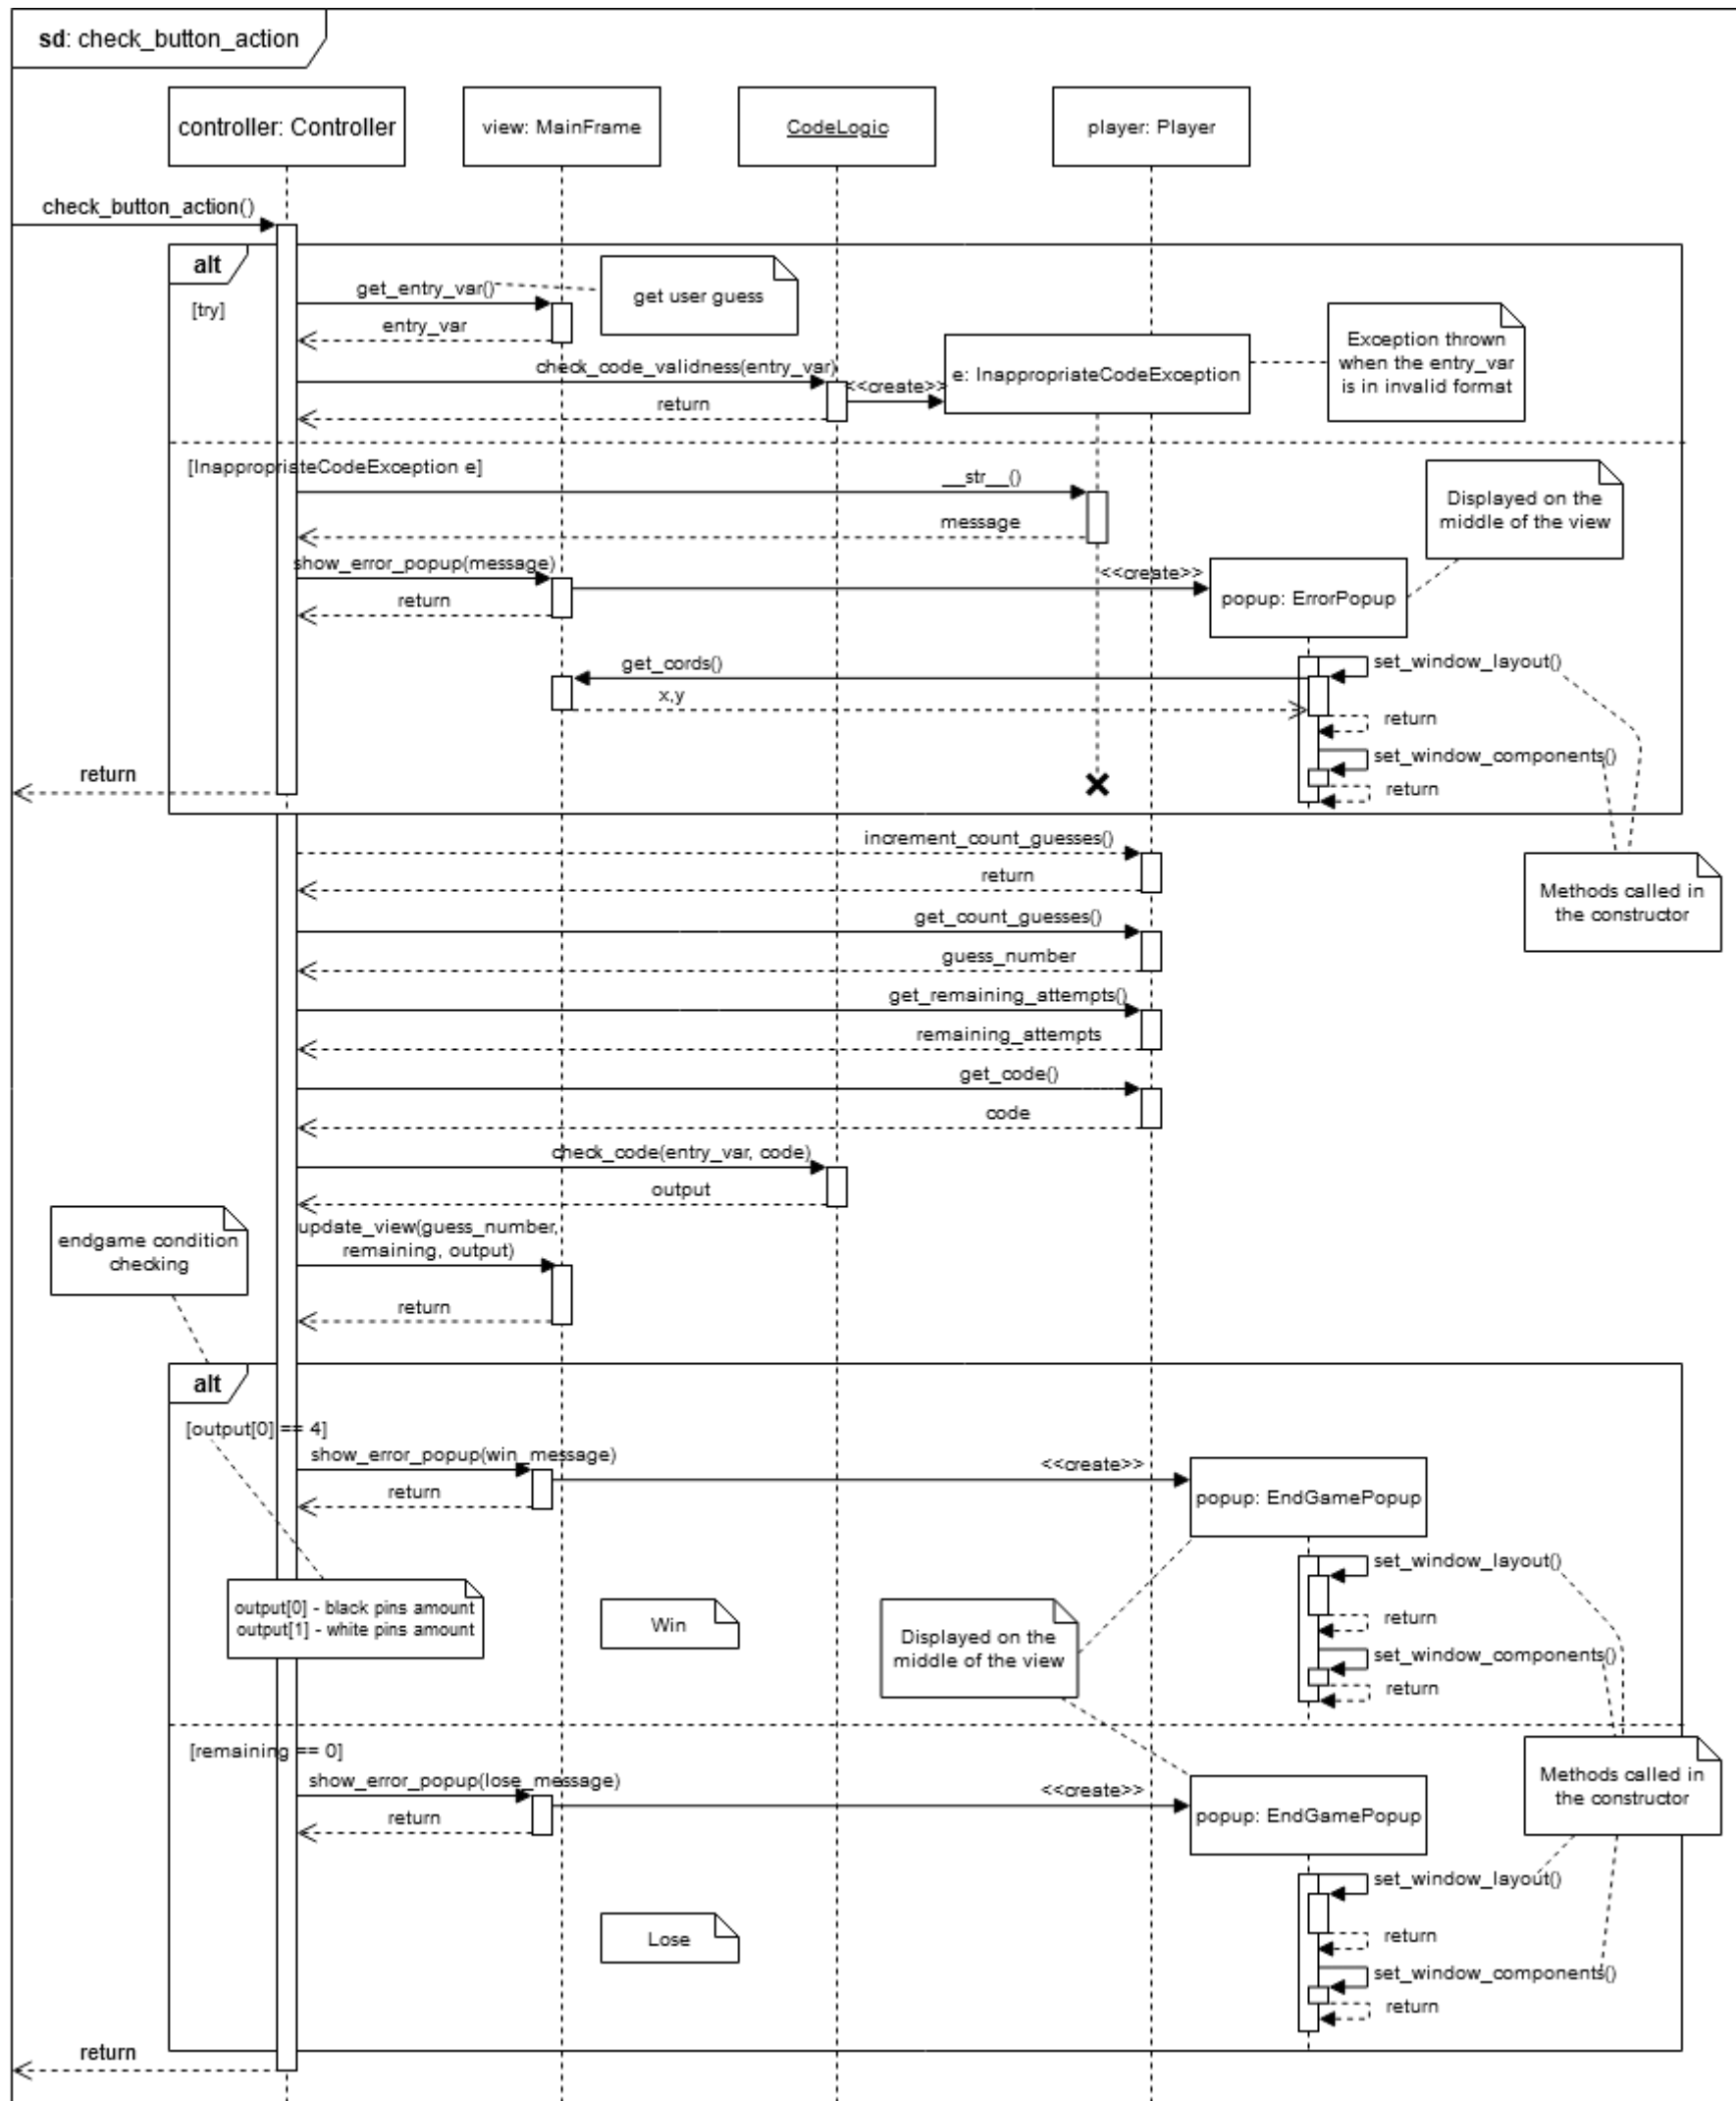 sd: check_button_action
controller: Controller
view: MainFrame
CodeLogic
player: Player
check_button_action()
alt
[try]
get_entry_var()
get user guess
entry_var
check_code_validness(entry_var)
<<create>>
e: InappropriateCodeException
Exception thrown
when the entry_var
is in invalid format
return
[InappropriateCodeException e]
__str__()
message
Displayed on the
middle of the view
show_error_popup(message)
<<create>>
popup: ErrorPopup
return
get_cords()
set_window_layout()
x,y
return
set_window_components()
return
return
increment_count_guesses()
return
Methods called in
the constructor
get_count_guesses()
guess_number
get_remaining_attempts()
remaining_attempts
get_code()
code
check_code(entry_var, code)
output
endgame condition
checking
update_view(guess_number,
remaining, output)
return
alt
[output[0] == 4]
show_error_popup(win_message)
<<create>>
return
popup: EndGamePopup
set_window_layout()
output[0] - black pins amount
output[1] - white pins amount
Win
Displayed on the
middle of the view
return
set_window_components()
return
[remaining == 0]
show_error_popup(lose_message)
<<create>>
return
popup: EndGamePopup
Methods called in
the constructor
set_window_layout()
Lose
return
set_window_components()
return
return